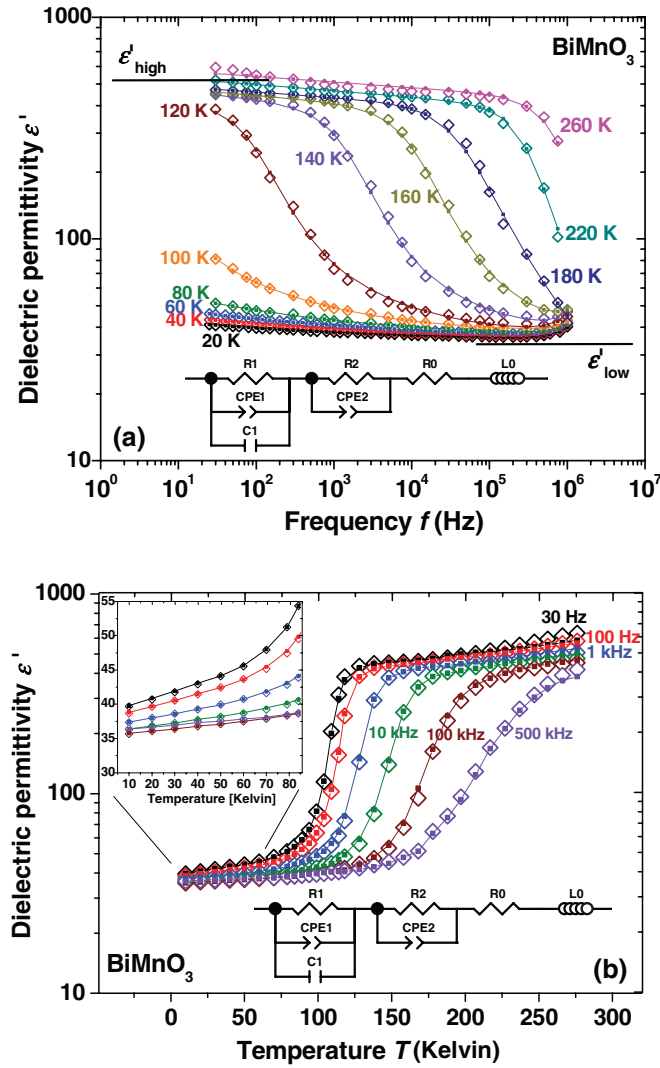 1000
ε'high
BiMnO3
120 K
260 K
140 K
160 K
220 K
180 K
100
100 K
80 K
60 K
40 K
20 K
ε'low
R1
R2
R0
L0
CPE1
CPE2
C1
(a)
10
10^0 10^1 10^2 10^3 10^4 10^5 10^6 10^7
Frequency f (Hz)
Dielectric permittivity ε'
1000
55
50
45
40
35
30
10 20 30 40 50 60 70 80
Temperature [Kelvin]
30 Hz
100 Hz
1 kHz
10 kHz
100 kHz
500 kHz
100
R1
R2
R0
L0
CPE1
CPE2
C1
BiMnO3
(b)
10
0 50 100 150 200 250 300
Temperature T (Kelvin)
Dielectric permittivity ε'